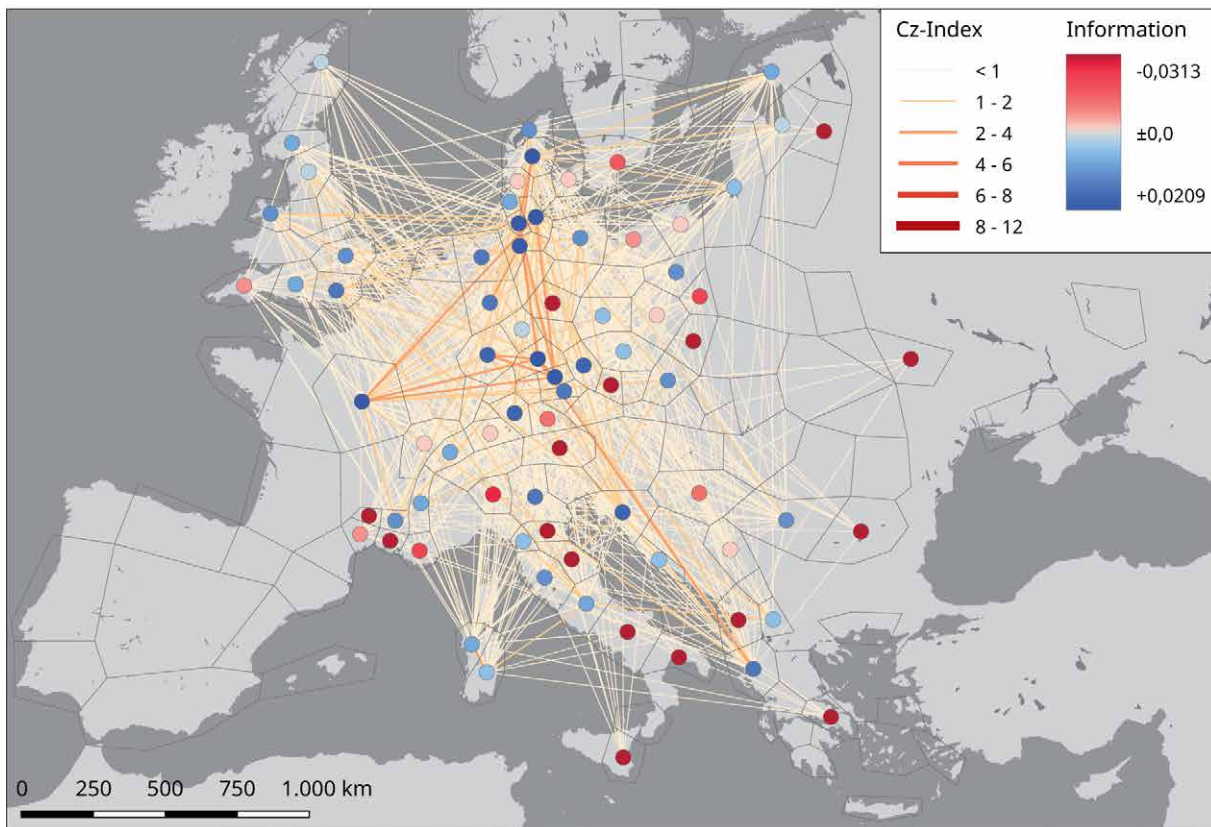 Cz-Index
< 1
1 - 2
2 - 4
4 - 6
6 - 8
8 - 12
Information
-0,0313
±0,0
+0,0209
0 250 500 750 1.000 km